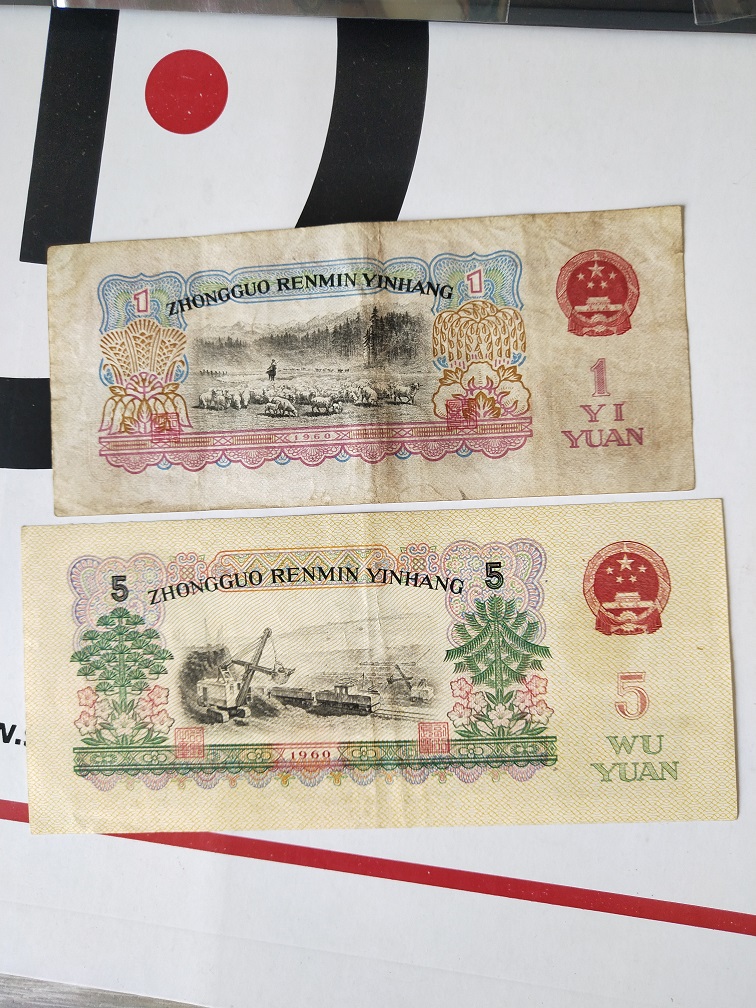 1 ZHONGGUO RENMIN YINHANG 1
1960
1
YI
YUAN
5 ZHONGGUO RENMIN YINHANG 5
1960
5
WU
YUAN